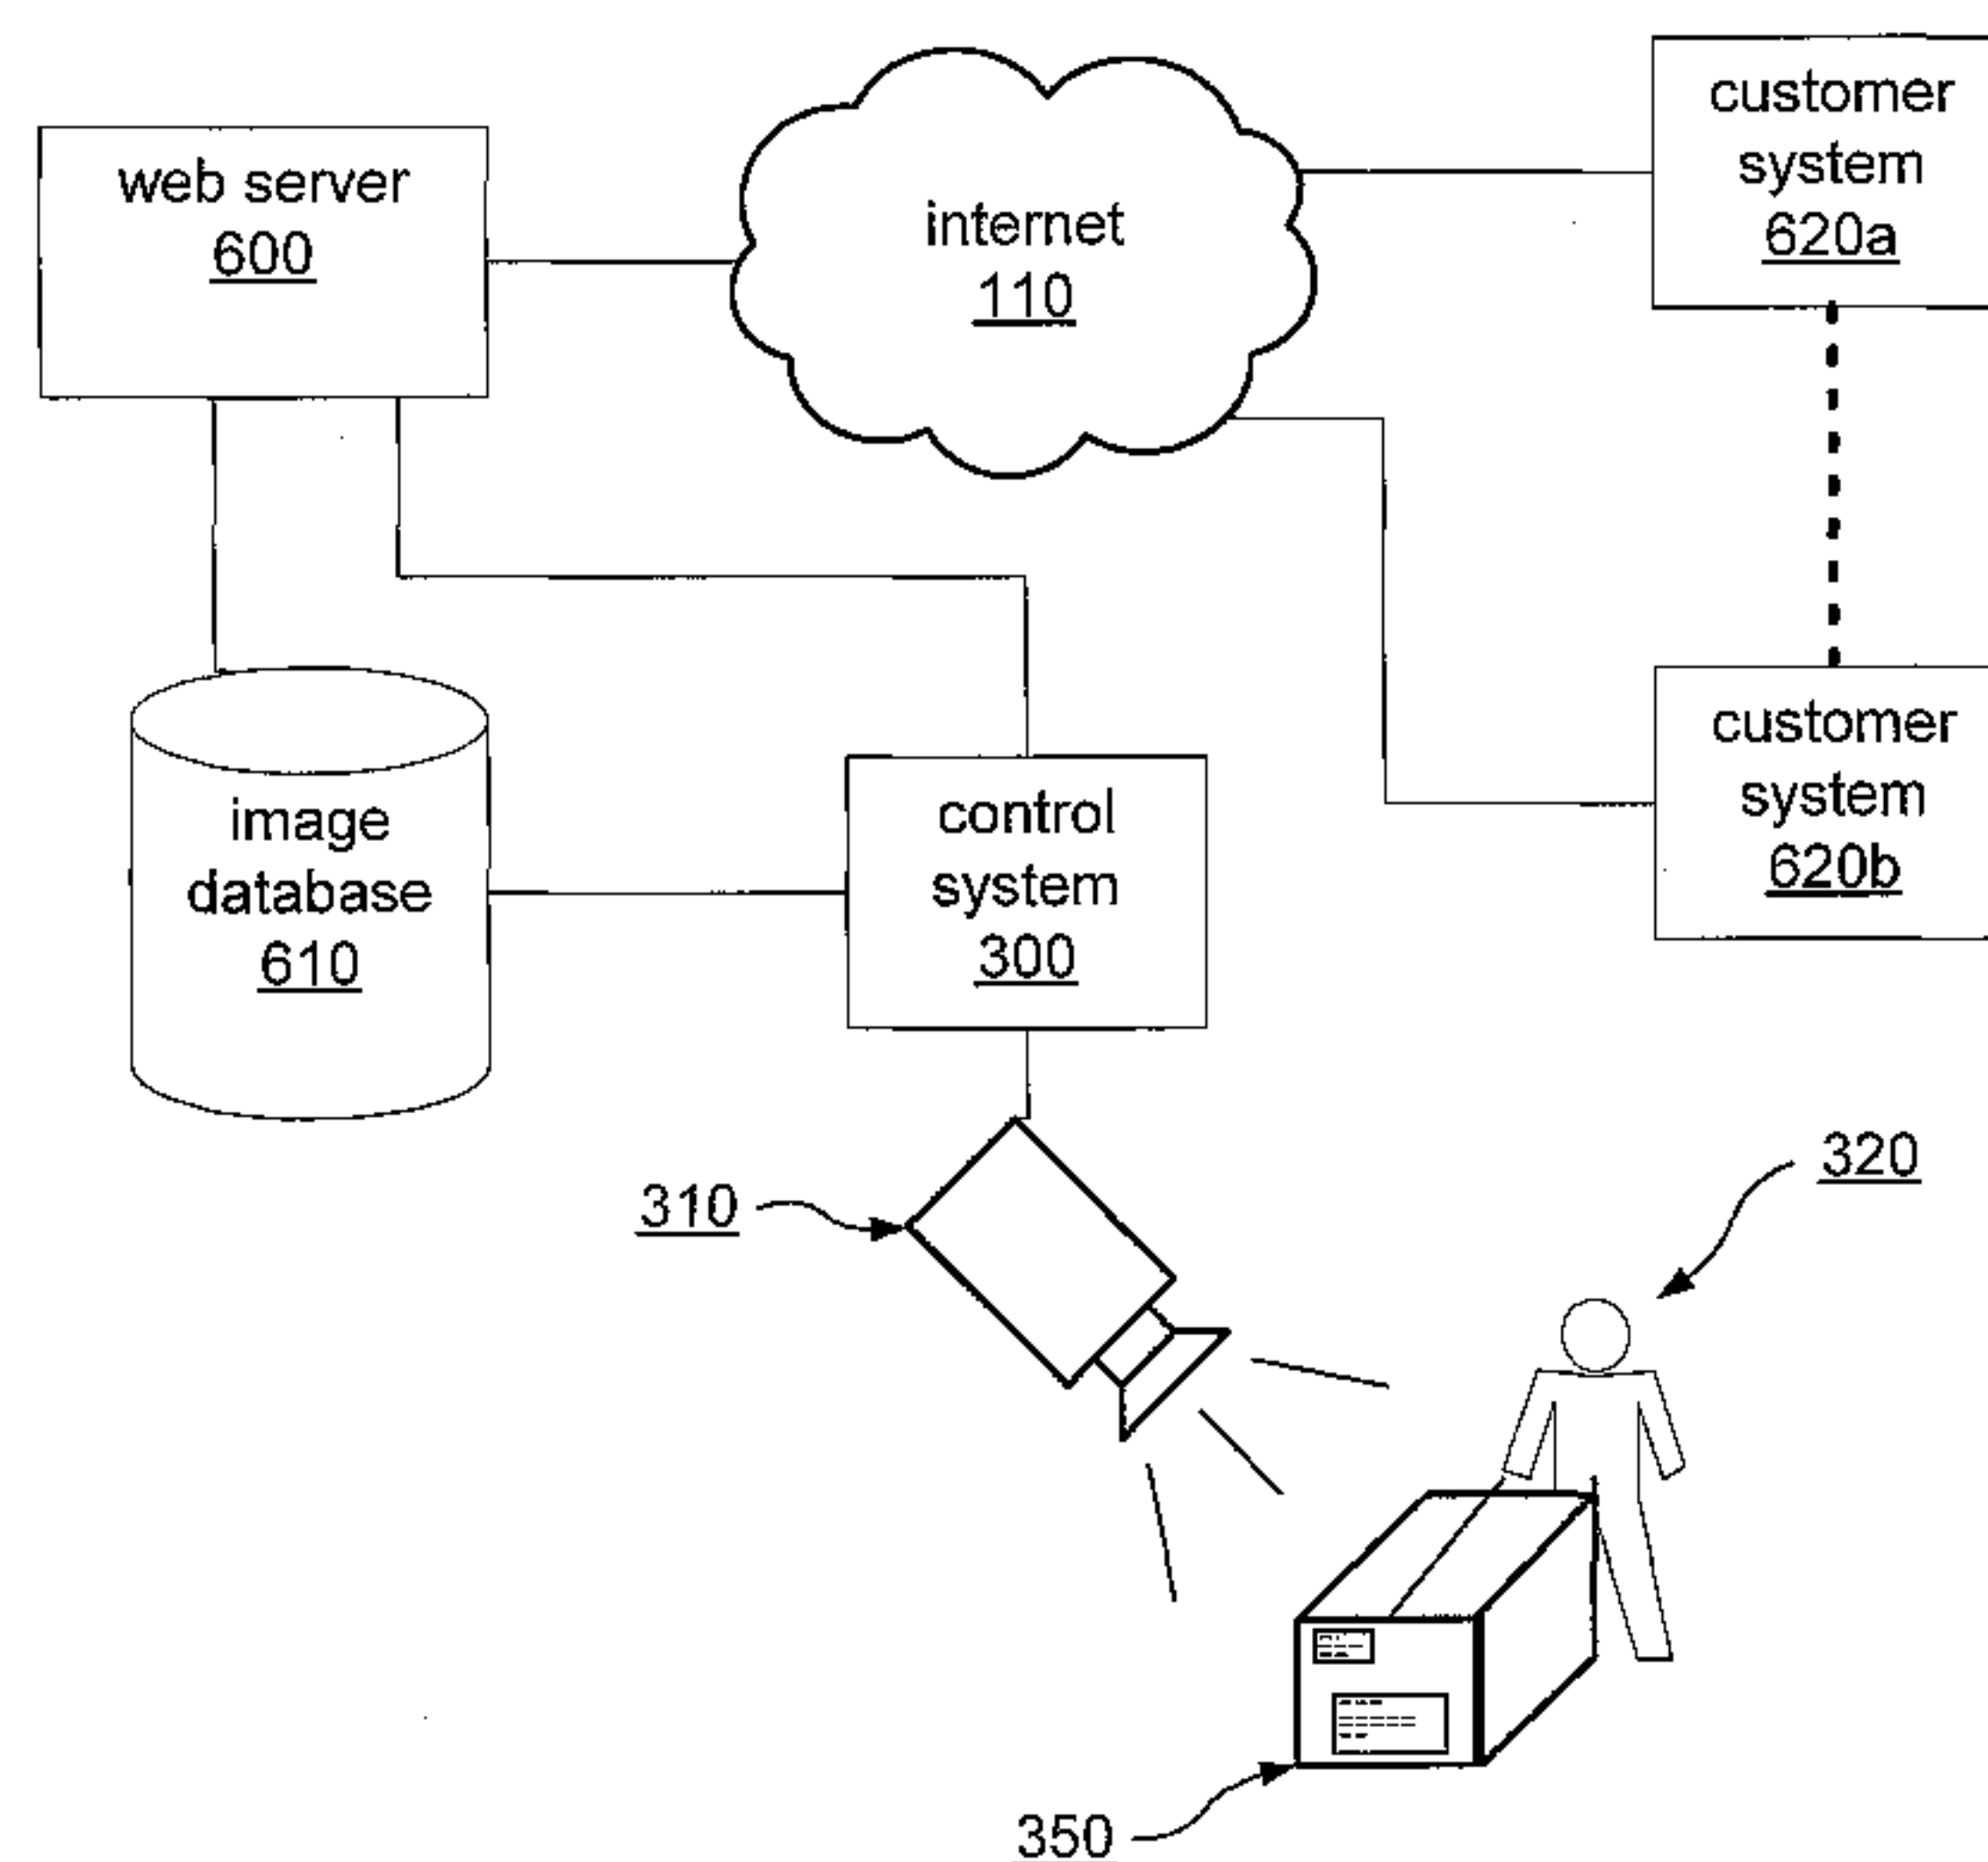 web server
600
internet
110
customer
system
620a
image
database
610
control
system
300
customer
system
620b
310
320
350